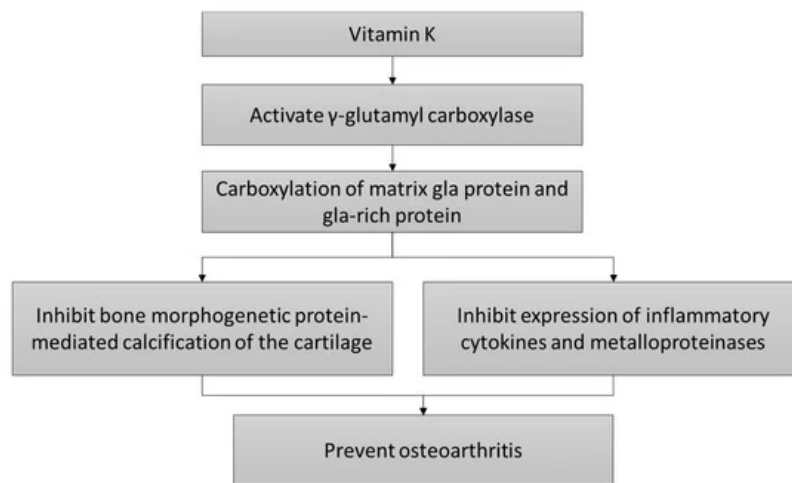 Vitamin K
Activate γ-glutamyl carboxylase
Carboxylation of matrix gla protein and
gla-rich protein
Inhibit bone morphogenetic protein-
mediated calcification of the cartilage
Inhibit expression of inflammatory
cytokines and metalloproteinases
Prevent osteoarthritis